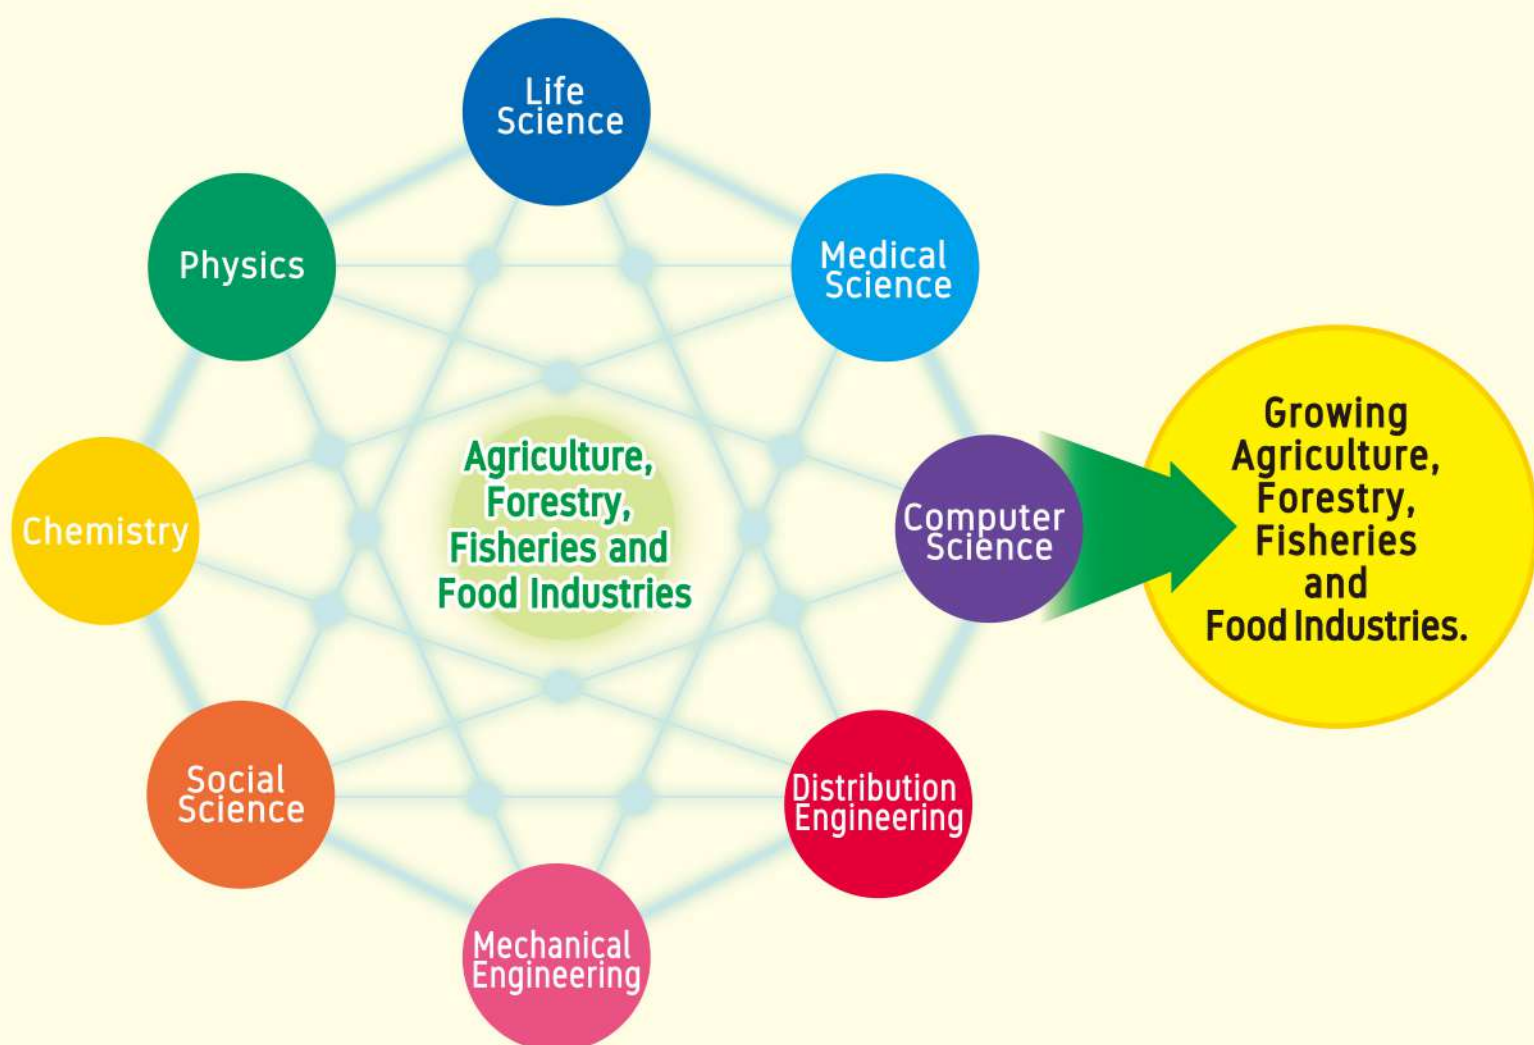 Life
Science
Physics
Medical
Science
Chemistry
Agriculture,
Forestry,
Fisheries and
Food Industries
Computer
Science
Growing
Agriculture,
Forestry,
Fisheries
and
Food Industries.
Social
Science
Distribution
Engineering
Mechanical
Engineering